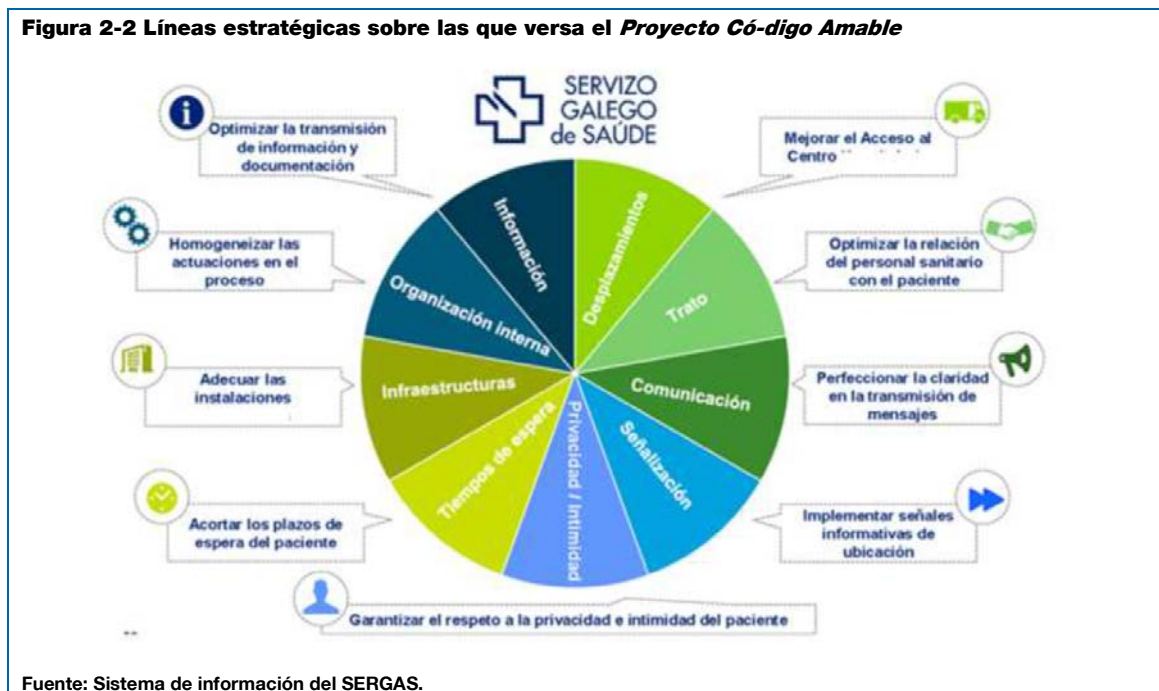 Figura 2-2 Líneas estratégicas sobre las que versa el Proyecto Có-digo Amable
SERVIZO
GALEGO
de SAÚDE
Optimizar la transmisión
de información y
documentación
Mejorar el Acceso al
Centro
Homogeneizar las
actuaciones en el
proceso
Optimizar la relación
del personal sanitario
con el paciente
Adecuar las
instalaciones
Perfeccionar la claridad
en la transmisión de
mensajes
Acortar los plazos de
espera del paciente
Implementar señales
informativas de
ubicación
Garantizar el respeto a la privacidad e intimidad del paciente
Información
Desplazamientos
Organización interna
Trato
Infraestructuras
Comunicación
Tiempos de espera
Privacidad / Intimidad
Señalización
Fuente: Sistema de información del SERGAS.